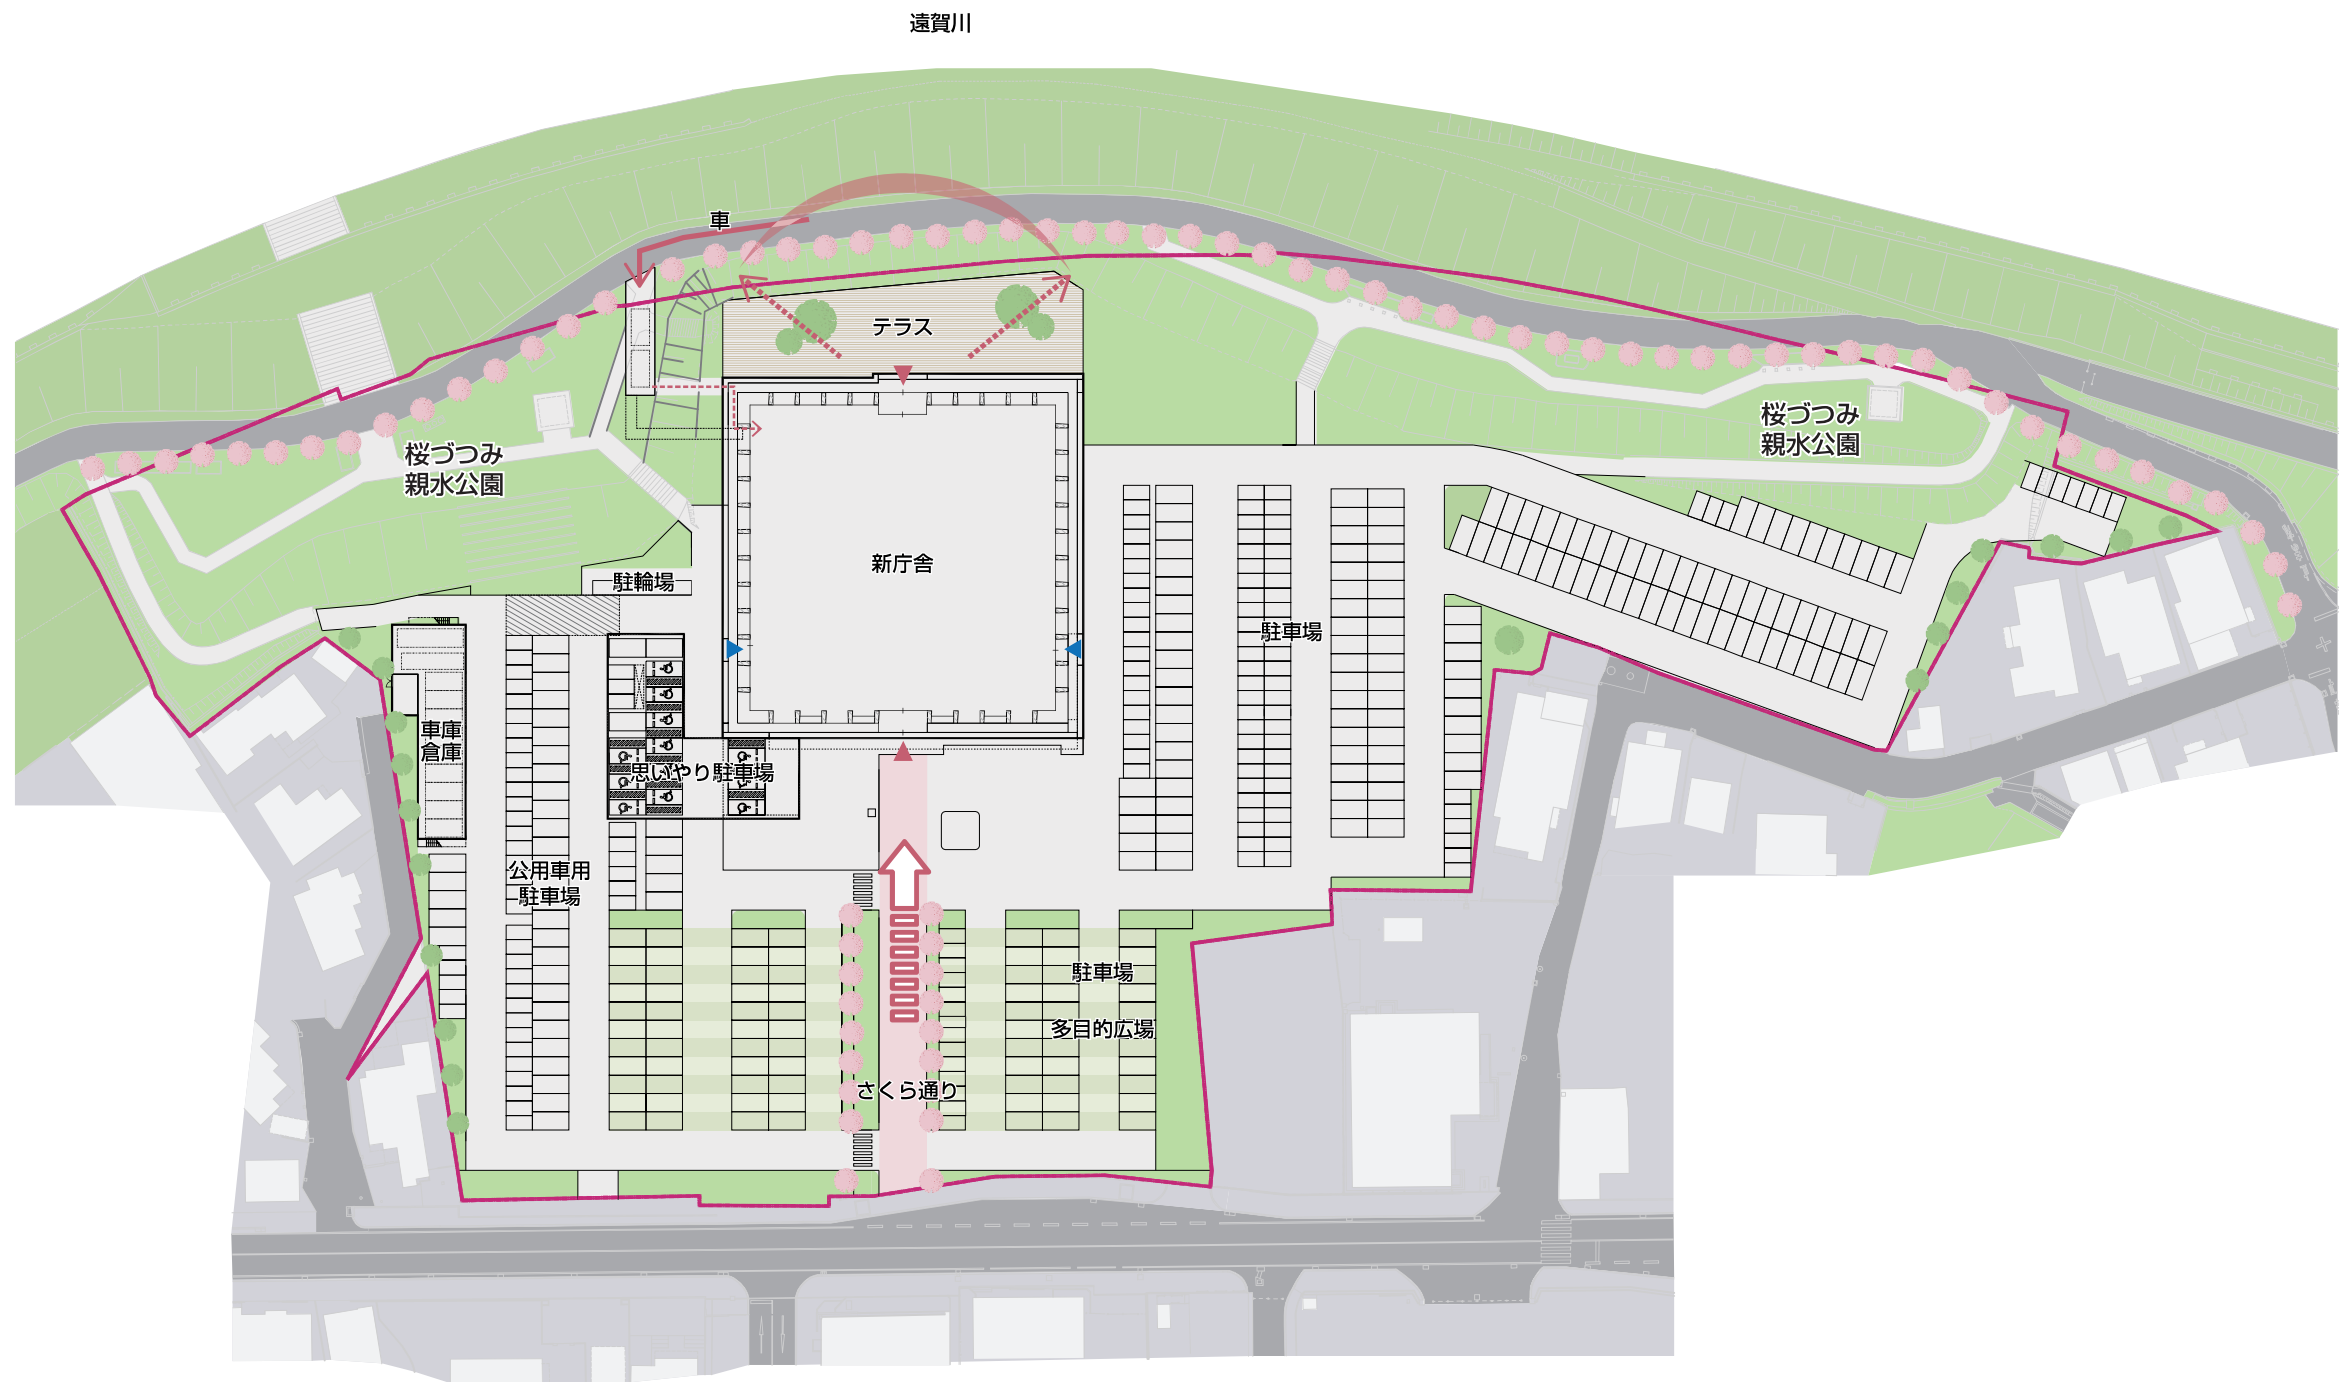 遠賀川
車
テラス
桜づつみ
親水公園
桜づつみ
親水公園
新庁舎
駐輪場
駐車場
車庫
倉庫
思いやり駐車場
公用車用
駐車場
駐車場
多目的広場
さくら通り